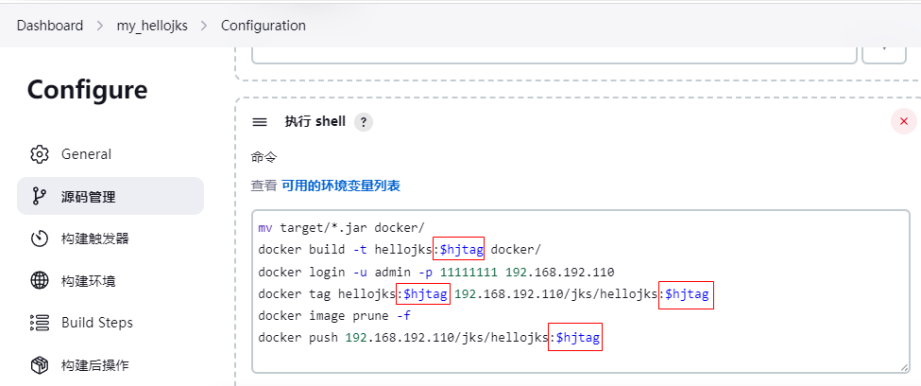 Dashboard > my_hellojks > Configuration
Configure
General
源码管理
构建触发器
构建环境
Build Steps
构建后操作
执行 shell ?
命令
查看 可用的环境变量列表
mv target/*.jar docker/
docker build -t hellojks:$hjtag docker/
docker login -u admin -p 11111111 192.168.192.110
docker tag hellojks:$hjtag 192.168.192.110/jks/hellojks:$hjtag
docker image prune -f
docker push 192.168.192.110/jks/hellojks:$hjtag